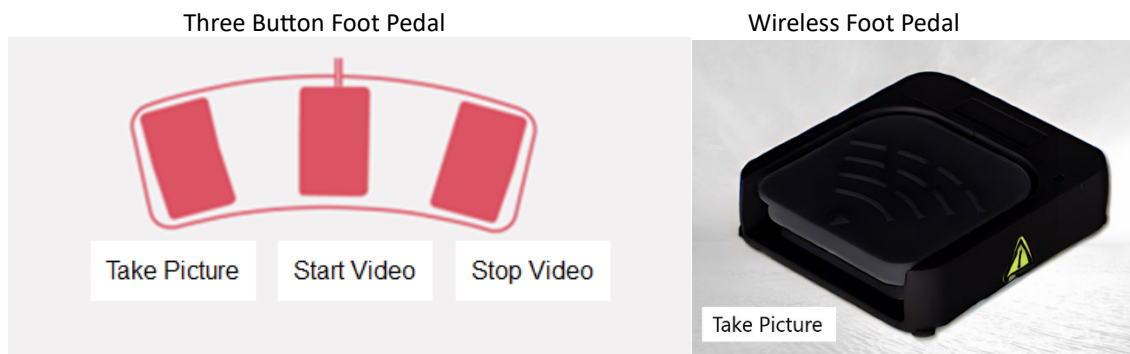 Three Button Foot Pedal
Wireless Foot Pedal
Take Picture
Start Video
Stop Video
Take Picture